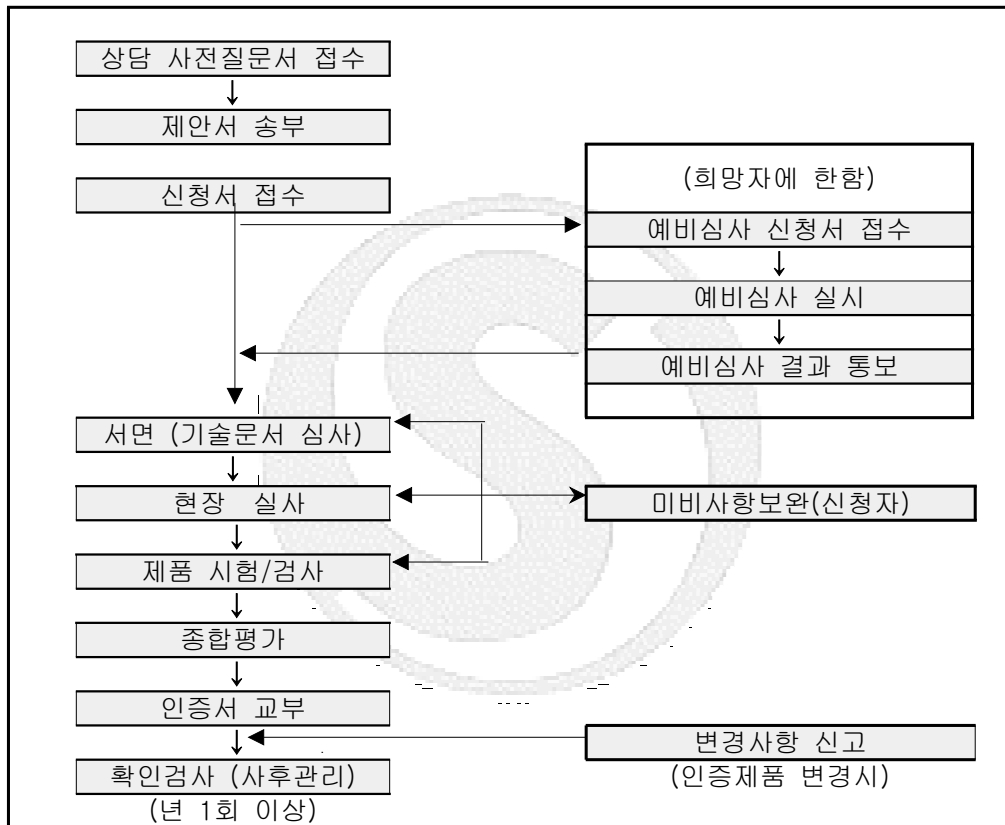 상담 사전질문서 접수
제안서 송부
신청서 접수
(희망자에 한함)
예비심사 신청서 접수
예비심사 실시
예비심사 결과 통보
서면 (기술문서 심사)
현장 실사
미비사항보완(신청자)
제품 시험/검사
종합평가
인증서 교부
변경사항 신고
(인증제품 변경시)
확인검사 (사후관리)
(년 1회 이상)